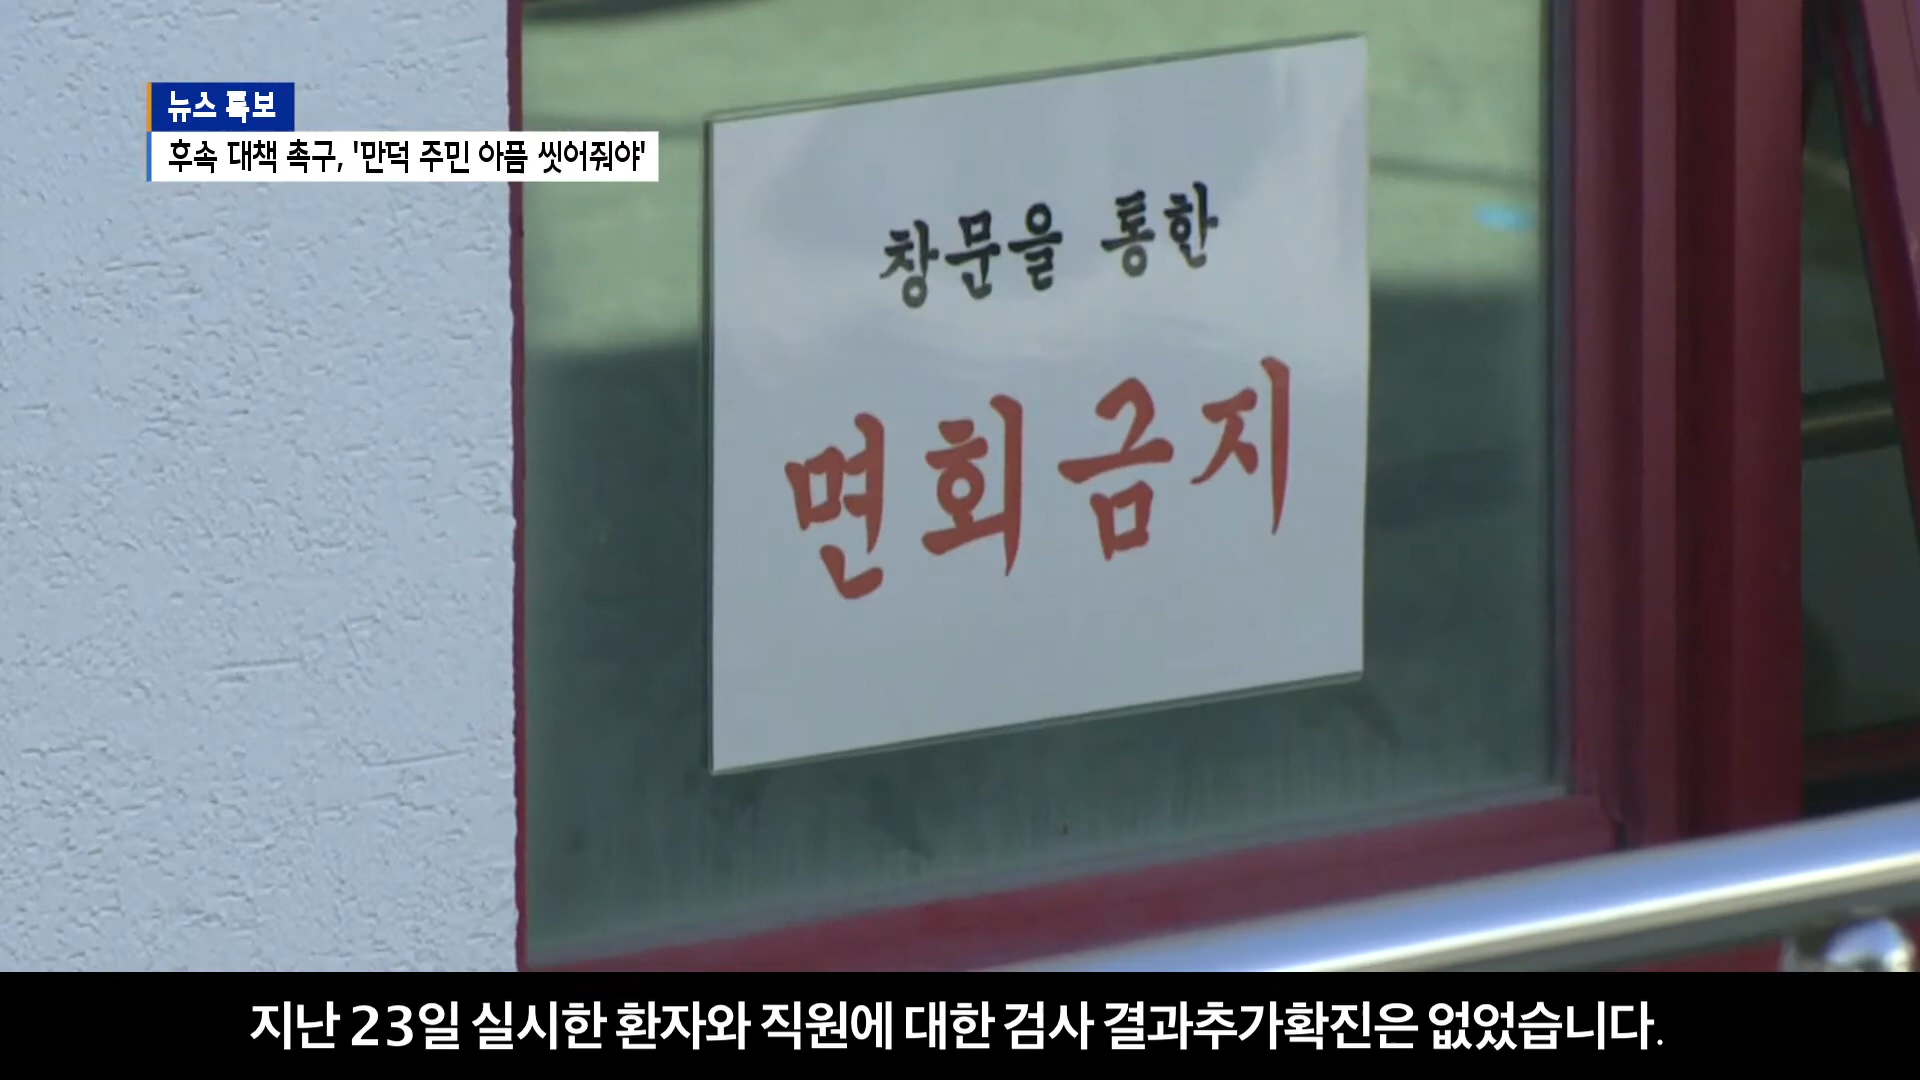 뉴스 특보
후속 대책 촉구, '만덕 주민 아픔 씻어줘야'
창문을 통한
면회금지
지난 23일 실시한 환자와 직원에 대한 검사 결과추가확진은 없었습니다.